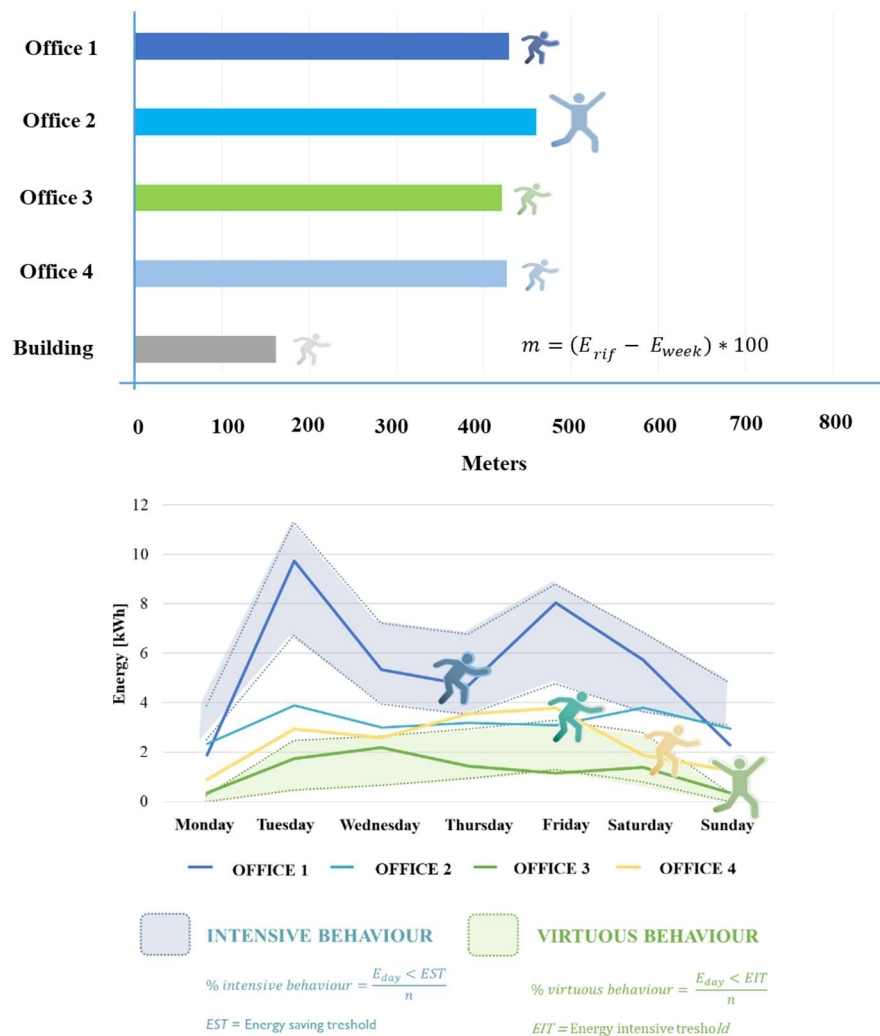 Office 1
Office 2
Office 3
Office 4
Building
m = (E_rif − E_week) * 100
0 100 200 300 400 500 600 700 800
Meters
12
10
8
6
4
2
0
Energy [kWh]
Monday Tuesday Wednesday Thursday Friday Saturday Sunday
OFFICE 1 OFFICE 2 OFFICE 3 OFFICE 4
INTENSIVE BEHAVIOUR
% intensive behaviour = E_day < EST / n
EST = Energy saving treshold
VIRTUOUS BEHAVIOUR
% virtuous behaviour = E_day < EIT / n
EIT = Energy intensive treshold